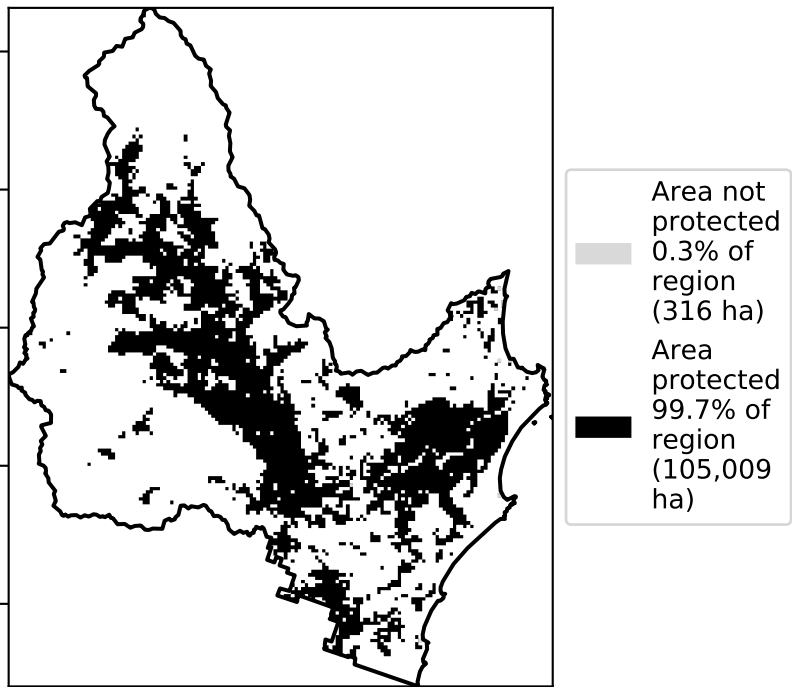 Area not
protected
0.3% of
region
(316 ha)
Area
protected
99.7% of
region
(105,009
ha)